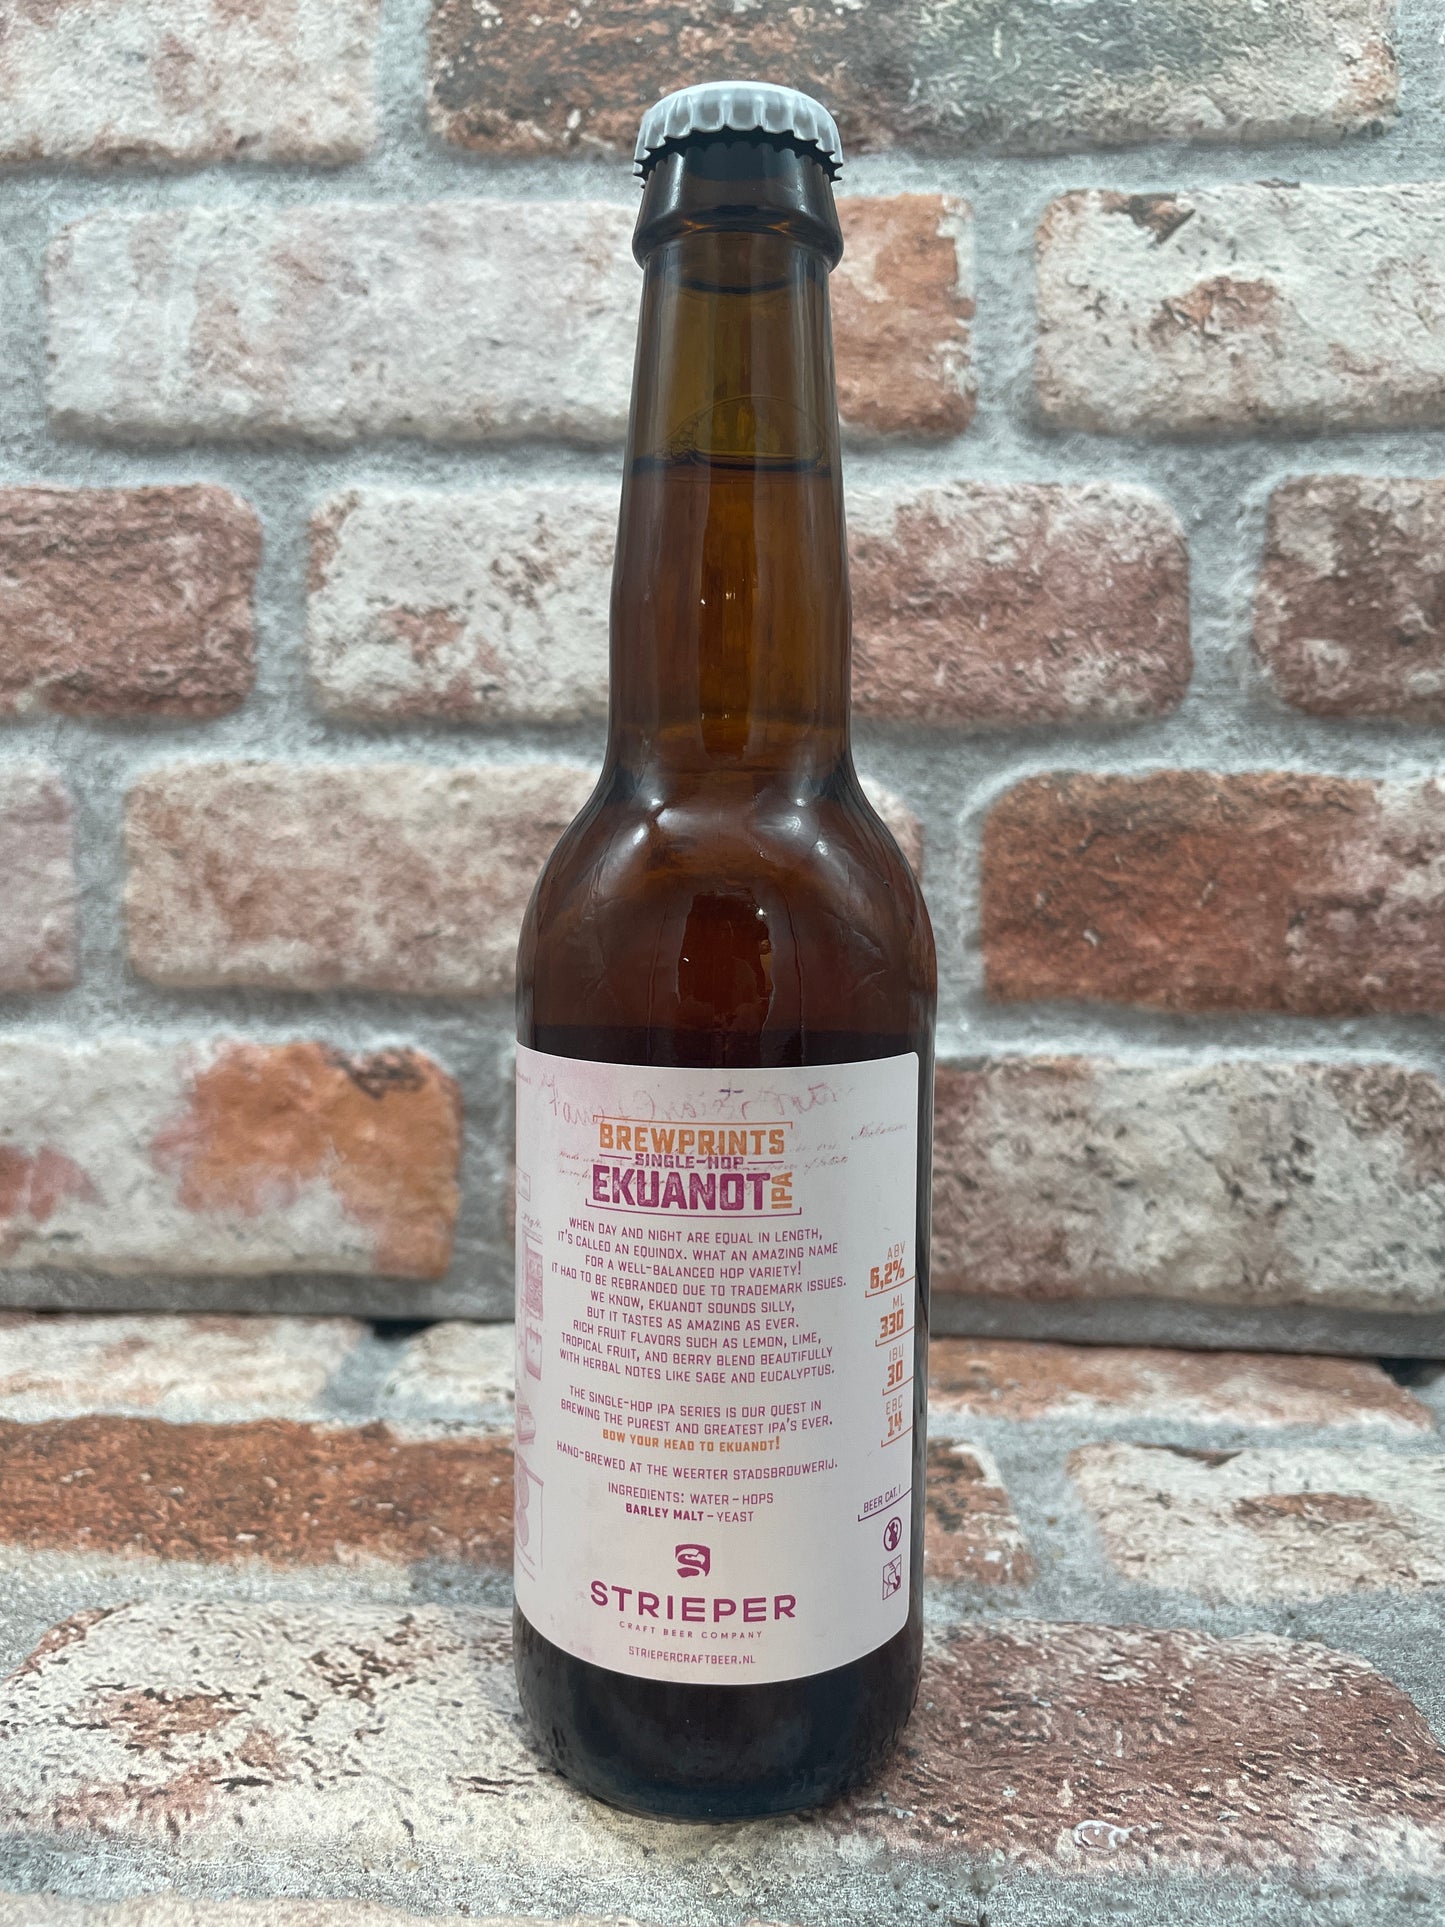 BREWPRINTS
SINGLE-HOP
EKUANOT IPA
WHEN DAY AND NIGHT ARE EQUAL IN LENGTH,
IT'S CALLED AN EQUINOX. WHAT AN AMAZING NAME
FOR A WELL-BALANCED HOP VARIETY!
IT HAD TO BE REBRANDED DUE TO TRADEMARK ISSUES.
WE KNOW, EKUANOT SOUNDS SILLY,
BUT IT TASTES AS AMAZING AS EVER.
RICH FRUIT FLAVORS SUCH AS LEMON, LIME,
TROPICAL FRUIT, AND BERRY BLEND BEAUTIFULLY
WITH HERBAL NOTES LIKE SAGE AND EUCALYPTUS.
THE SINGLE-HOP IPA SERIES IS OUR QUEST IN
BREWING THE PUREST AND GREATEST IPA'S EVER.
BOW YOUR HEAD TO EKUANOT!
HAND-BREWED AT THE WEERTER STADSBROUWERIJ.
INGREDIENTS: WATER – HOPS
BARLEY MALT – YEAST
STRIEPER
CRAFT BEER COMPANY
STRIEPERCRAFTBEER.NL
ABV
6,2%
ML
330
IBU
30
EBC
14
BEER CAT. I